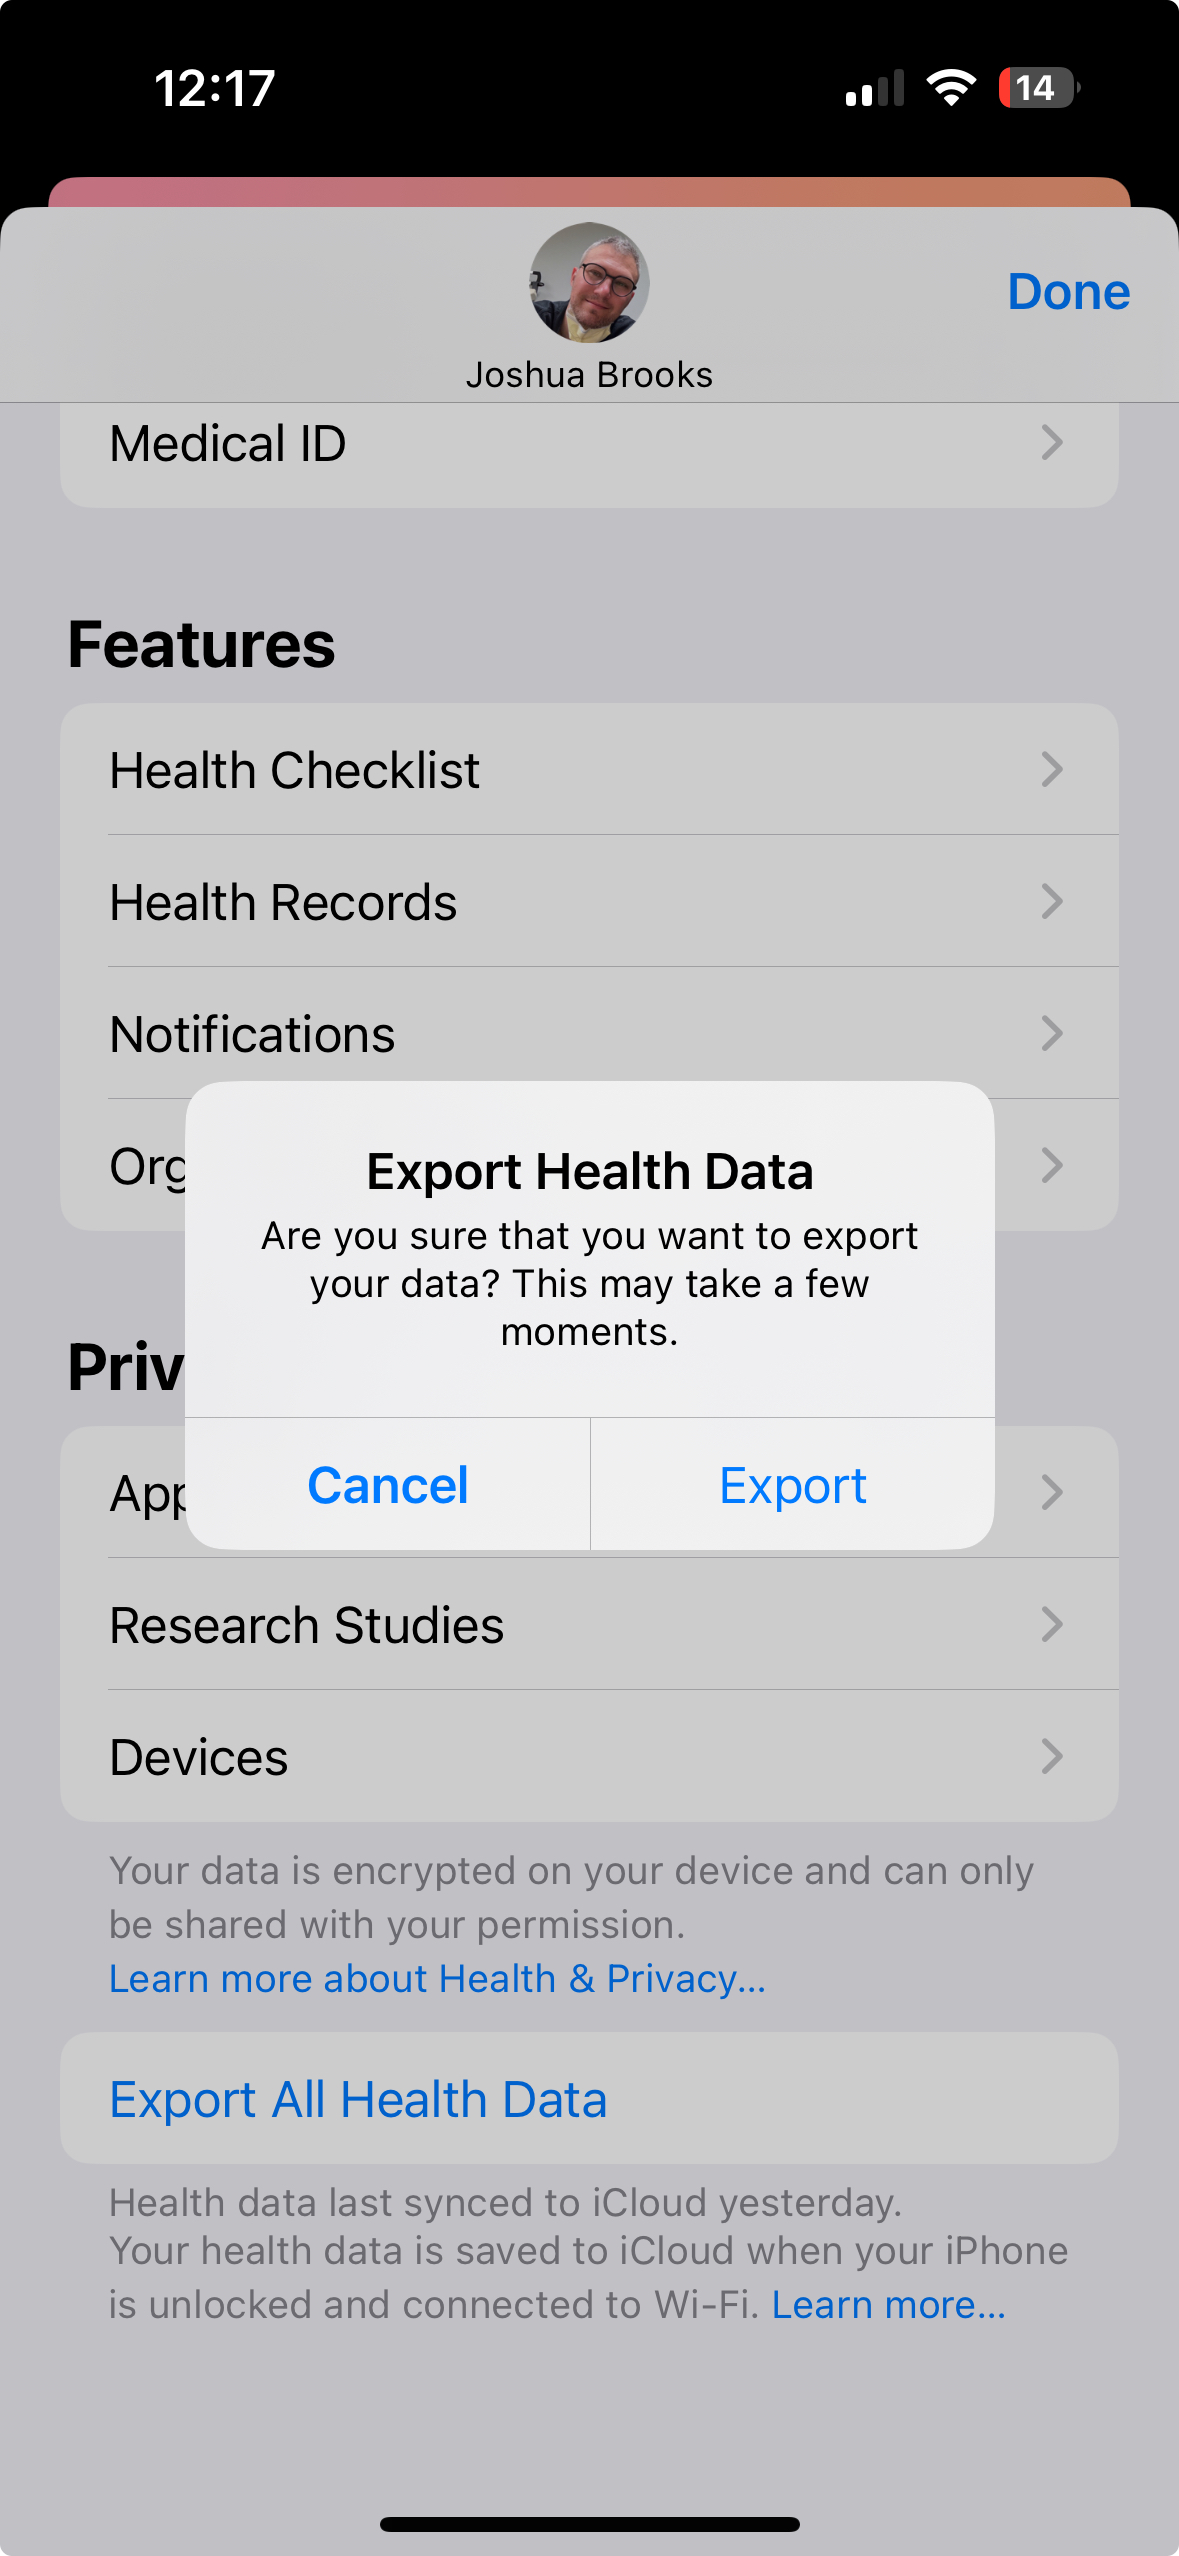 12:17
14
Done
Joshua Brooks
Medical ID
Features
Health Checklist
Health Records
Notifications
Export Health Data
Are you sure that you want to export
your data? This may take a few
moments.
Cancel
Export
Research Studies
Devices
Your data is encrypted on your device and can only
be shared with your permission.
Learn more about Health & Privacy...
Export All Health Data
Health data last synced to iCloud yesterday.
Your health data is saved to iCloud when your iPhone
is unlocked and connected to Wi-Fi. Learn more...